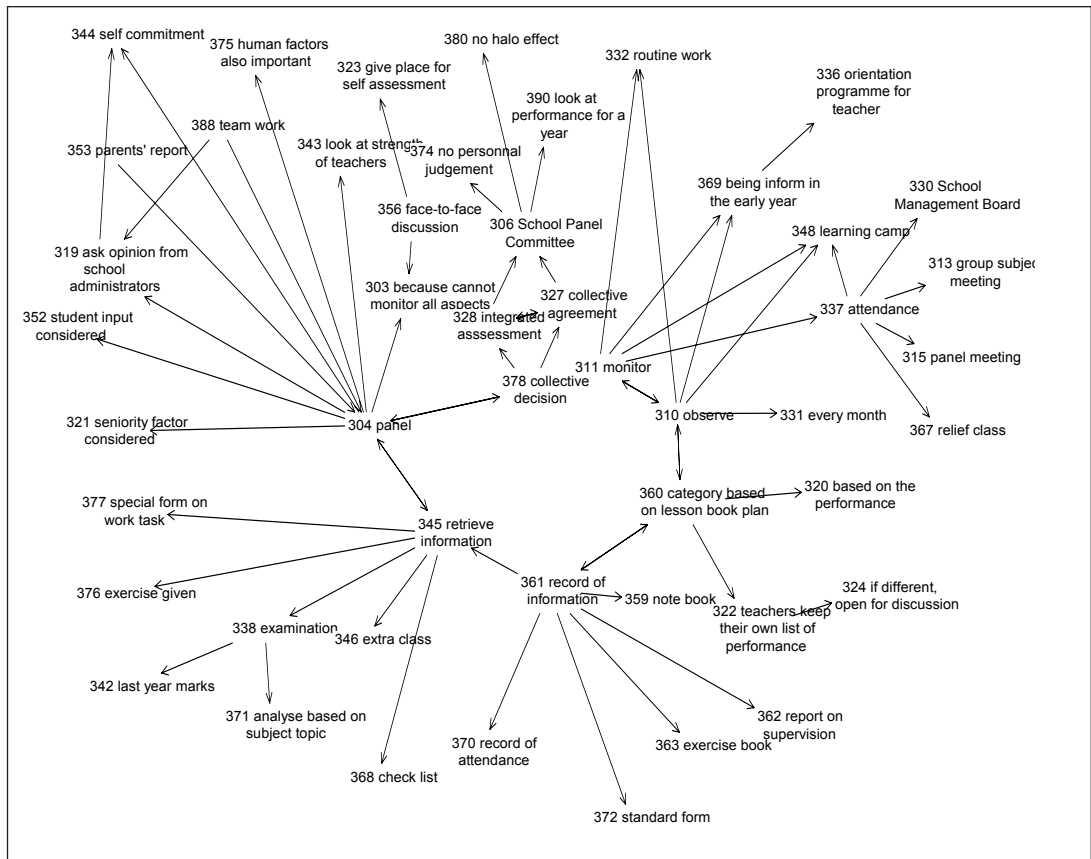 344 self commitment
375 human factors
also important
380 no halo effect
332 routine work
323 give place for
self assessment
336 orientation
programme for
teacher
390 look at
performance for a
year
388 team work
343 look at strength
of teachers
374 no personnal
judgement
353 parents' report
369 being inform in
the early year
330 School
Management Board
356 face-to-face
discussion
306 School Panel
Committee
348 learning camp
319 ask opinion from
school
administrators
313 group subject
meeting
303 because cannot
monitor all aspects
327 collective
agreement
337 attendance
352 student input
considered
328 integrated
asssessment
315 panel meeting
311 monitor
378 collective
decision
310 observe
331 every month
367 relief class
321 seniority factor
considered
304 panel
377 special form on
work task
360 category based
on lesson book plan
320 based on the
performance
345 retrieve
information
376 exercise given
361 record of
information
359 note book
324 if different,
open for discussion
322 teachers keep
their own list of
performance
338 examination
346 extra class
342 last year marks
371 analyse based on
subject topic
362 report on
supervision
370 record of
attendance
363 exercise book
368 check list
372 standard form